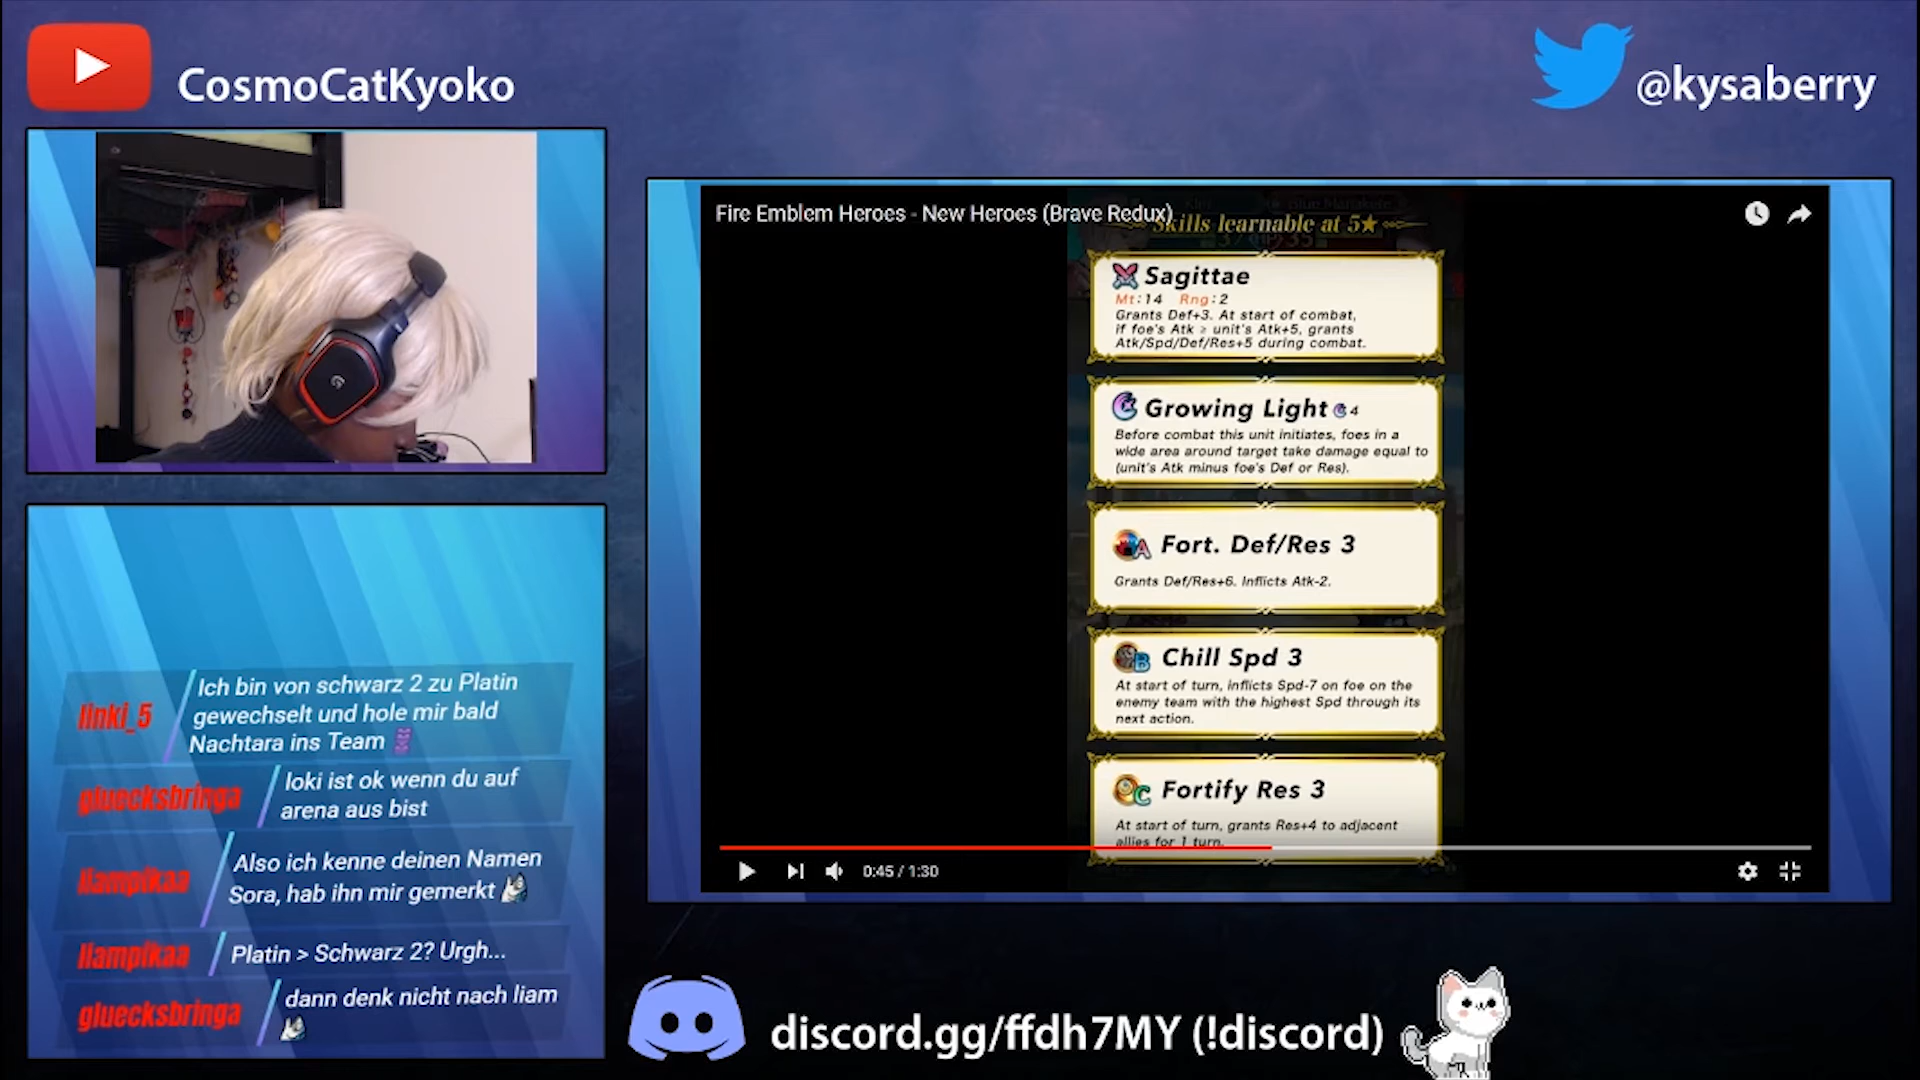 CosmoCatKyoko
@kysaberry
Fire Emblem Heroes - New Heroes (Brave Redux)
Skills learnable at 5★
Sagittae
Mt:14 Rng:2
Grants Def+3. At start of combat,
if foe's Atk ≥ unit's Atk+5, grants
Atk/Spd/Def/Res+5 during combat.
Growing Light 4
Before combat this unit initiates, foes in a
wide area around target take damage equal to
(unit's Atk minus foe's Def or Res).
A Fort. Def/Res 3
Grants Def/Res+6. Inflicts Atk-2.
B Chill Spd 3
At start of turn, inflicts Spd-7 on foe on the
enemy team with the highest Spd through its
next action.
C Fortify Res 3
At start of turn, grants Res+4 to adjacent
allies for 1 turn.
0:45 / 1:30
linki_5
Ich bin von schwarz 2 zu Platin
gewechselt und hole mir bald
Nachtara ins Team
gluecksbringa
loki ist ok wenn du auf
arena aus bist
liampikaa
Also ich kenne deinen Namen
Sora, hab ihn mir gemerkt
liampikaa
Platin > Schwarz 2? Urgh...
gluecksbringa
dann denk nicht nach liam
discord.gg/ffdh7MY (!discord)